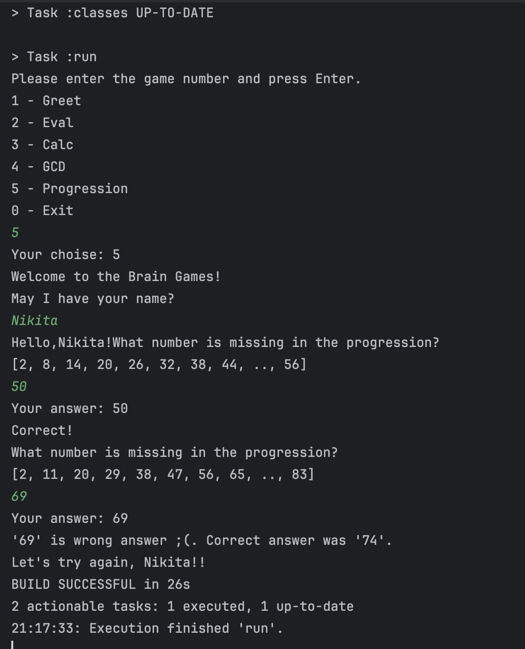 > Task :classes UP-TO-DATE
> Task :run
Please enter the game number and press Enter.
1 - Greet
2 - Eval
3 - Calc
4 - GCD
5 - Progression
0 - Exit
5
Your choise: 5
Welcome to the Brain Games!
May I have your name?
Nikita
Hello,Nikita!What number is missing in the progression?
[2, 8, 14, 20, 26, 32, 38, 44, .., 56]
50
Your answer: 50
Correct!
What number is missing in the progression?
[2, 11, 20, 29, 38, 47, 56, 65, .., 83]
69
Your answer: 69
'69' is wrong answer ;(. Correct answer was '74'.
Let's try again, Nikita!!
BUILD SUCCESSFUL in 26s
2 actionable tasks: 1 executed, 1 up-to-date
21:17:33: Execution finished 'run'.